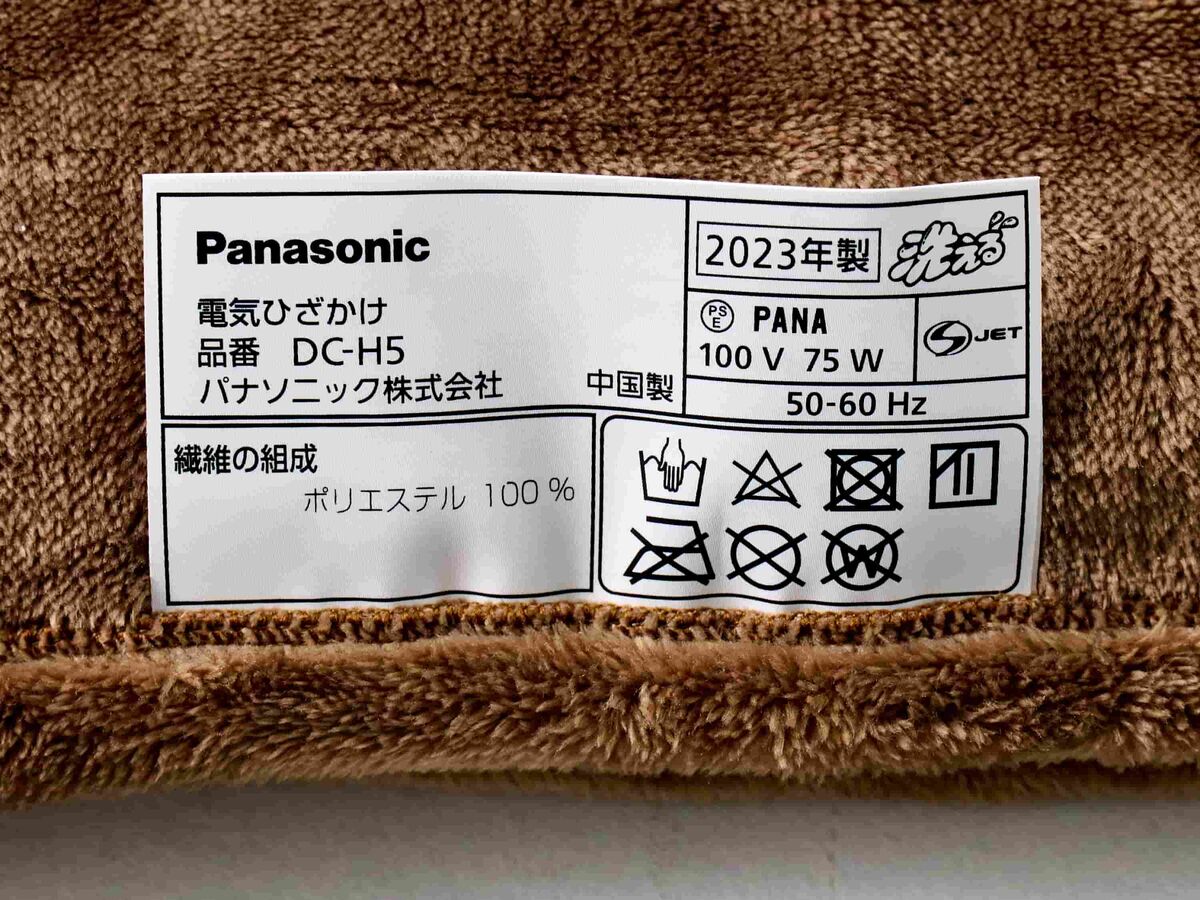 Panasonic
電気ひざかけ
品番 DC-H5
パナソニック株式会社
中国製
2023年製
洗える
PS
E
PANA
100 V 75 W
JET
50-60 Hz
繊維の組成
ポリエステル 100 %
W